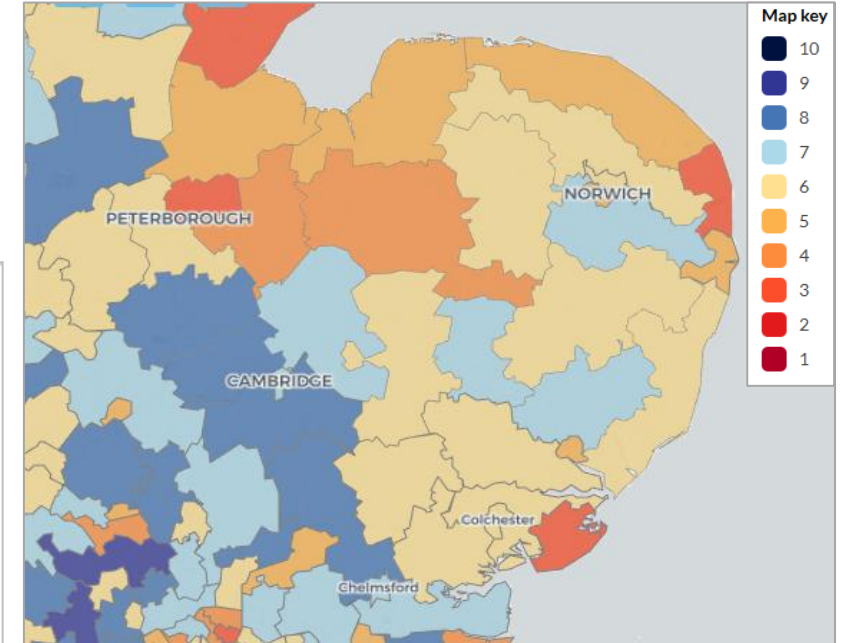 Map key
10
9
8
7
6
5
4
3
2
1
NORWICH
PETERBOROUGH
CAMBRIDGE
Colchester
Chelmsford